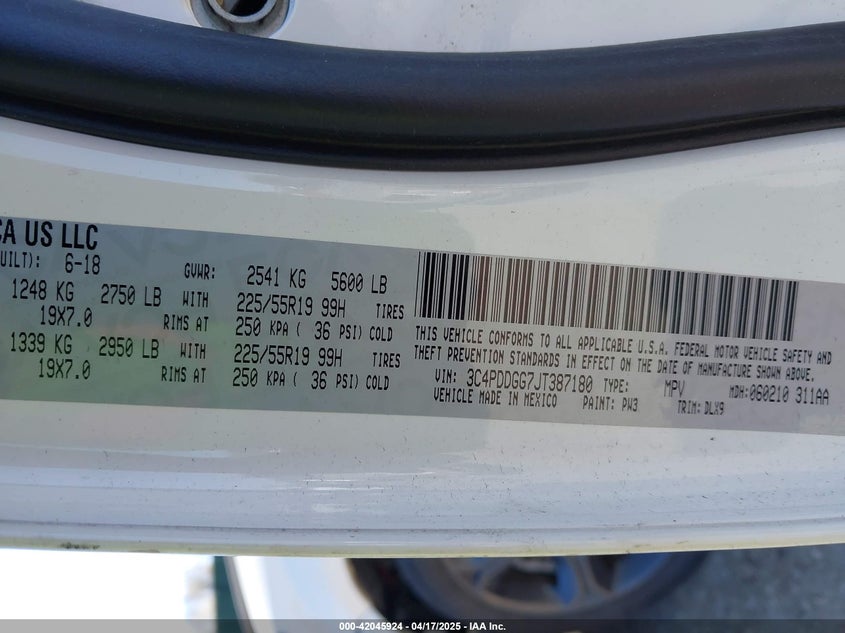 CA US LLC
UILT): 6-18 GVWR: 2541 KG 5600 LB
1248 KG 2750 LB WITH 225/55R19 99H TIRES
19X7.0 RIMS AT 250 KPA ( 36 PSI) COLD
1339 KG 2950 LB WITH 225/55R19 99H TIRES
19X7.0 RIMS AT 250 KPA ( 36 PSI) COLD
THIS VEHICLE CONFORMS TO ALL APPLICABLE U.S.A. FEDERAL MOTOR VEHICLE SAFETY AND
THEFT PREVENTION STANDARDS IN EFFECT ON THE DATE OF MANUFACTURE SHOWN ABOVE.
VIN: 3C4PDDGG7JT387180 TYPE: MPV MDH:060210 311AA
VEHICLE MADE IN MEXICO PAINT: PW3 TRIM: DLX9
000-42045924 - 04/17/2025 - IAA Inc.